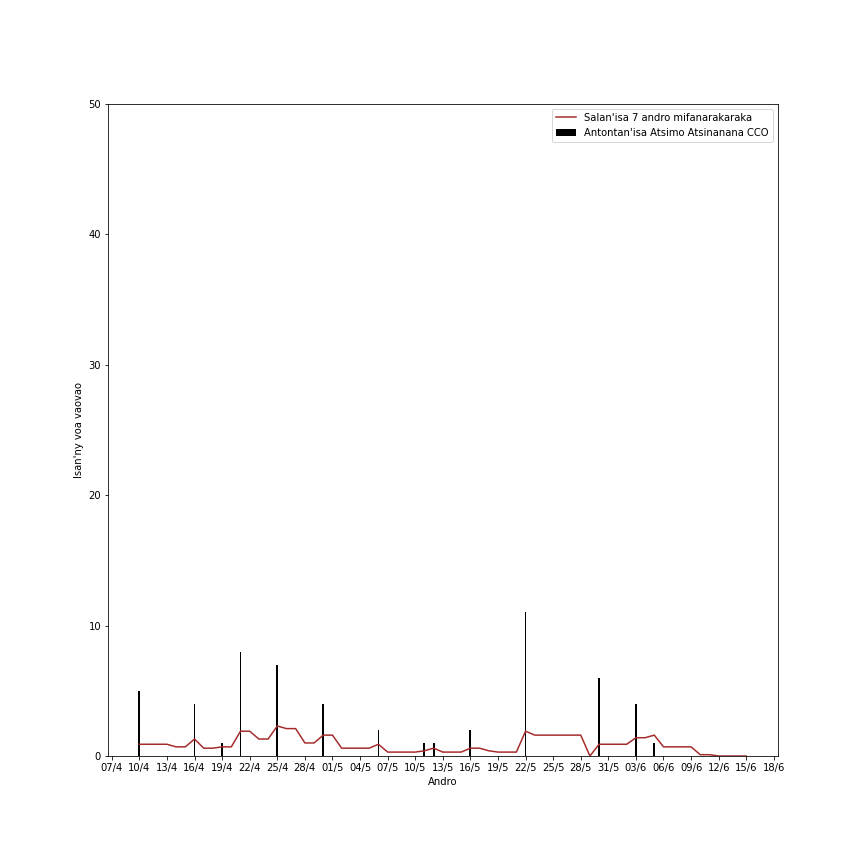 Salan'isa 7 andro mifanarakaraka
Antontan'isa Atsimo Atsinanana CCO
50
40
30
20
10
0
Isan'ny voa vaovao
07/4 10/4 13/4 16/4 19/4 22/4 25/4 28/4 01/5 04/5 07/5 10/5 13/5 16/5 19/5 22/5 25/5 28/5 31/5 03/6 06/6 09/6 12/6 15/6 18/6
Andro